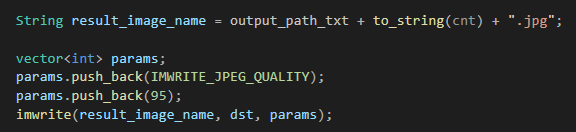 String result_image_name = output_path_txt + to_string(cnt) + ".jpg";
vector<int> params;
params.push_back(IMWRITE_JPEG_QUALITY);
params.push_back(95);
imwrite(result_image_name, dst, params);